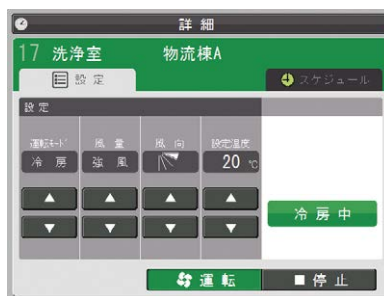 詳細
17 洗浄室 物流棟A
設定 スケジュール
設定
運転モード 風量 風向 設定温度
冷房 強風 20 ℃
冷房中
運転 停止